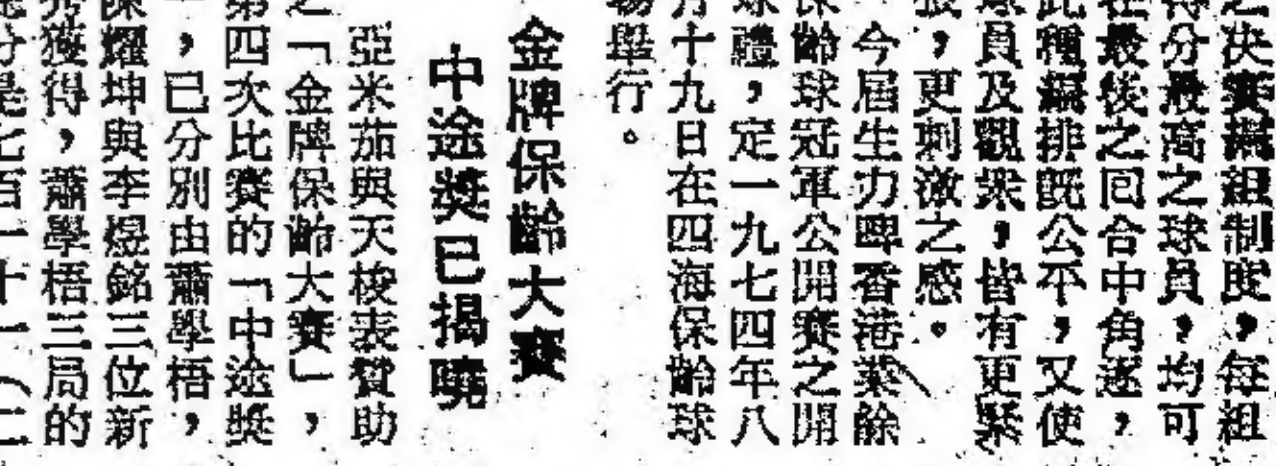 之决賽編組制度，每組
得分最高之球員，均可
在最後之囘合中角逐，
此種編排旣公平，又使
球員及觀衆，皆有更緊
張，更刺激之感。
今届生力啤香港業餘
保齡球冠軍公開賽之開
球禮，定一九七四年八
月十九日在四海保齡球
塲舉行。
金牌保齡大賽
中途獎已揭曉
亞米茄與天梭表贊助
之「金牌保齡大賽」，
第四次比賽的「中途獎
，已分別由蕭學梧，
陳耀坤與李煜銘三位新
秀獲得，蕭學梧三局的
分是七百一十一（二